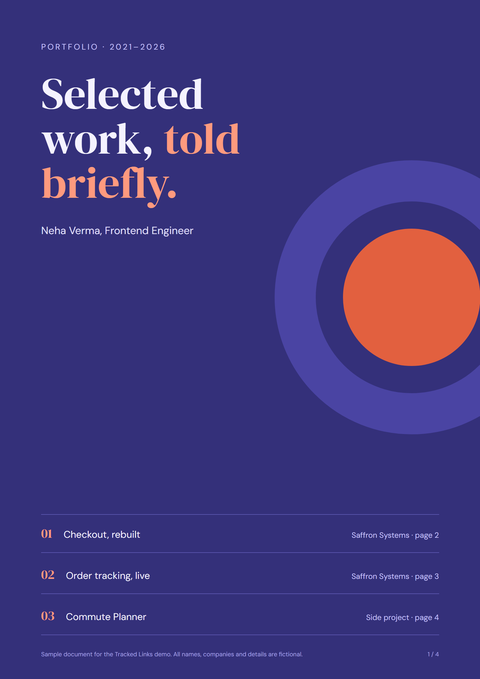 PORTFOLIO · 2021–2026
Selected
work, told
briefly.
Neha Verma, Frontend Engineer
01 Checkout, rebuilt Saffron Systems · page 2
02 Order tracking, live Saffron Systems · page 3
03 Commute Planner Side project · page 4
Sample document for the Tracked Links demo. All names, companies and details are fictional. 1 / 4